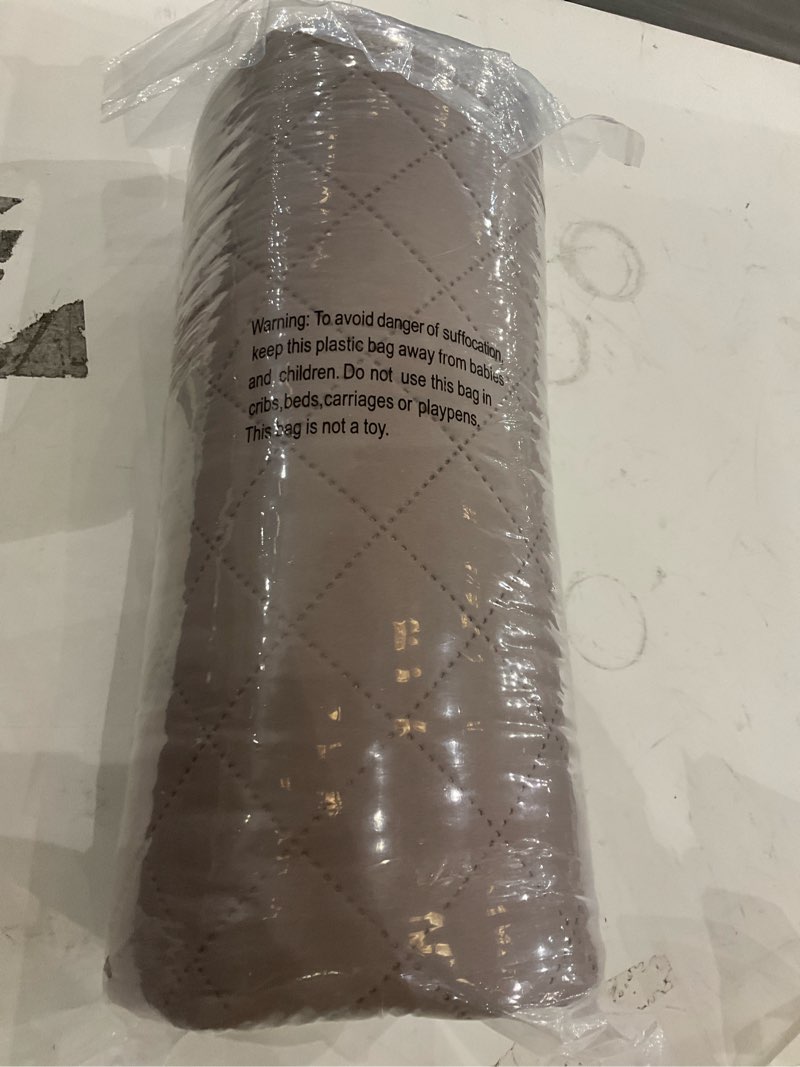 Warning: To avoid danger of suffocation,
keep this plastic bag away from babies
and children. Do not use this bag in
cribs,beds,carriages or playpens.
This bag is not a toy.